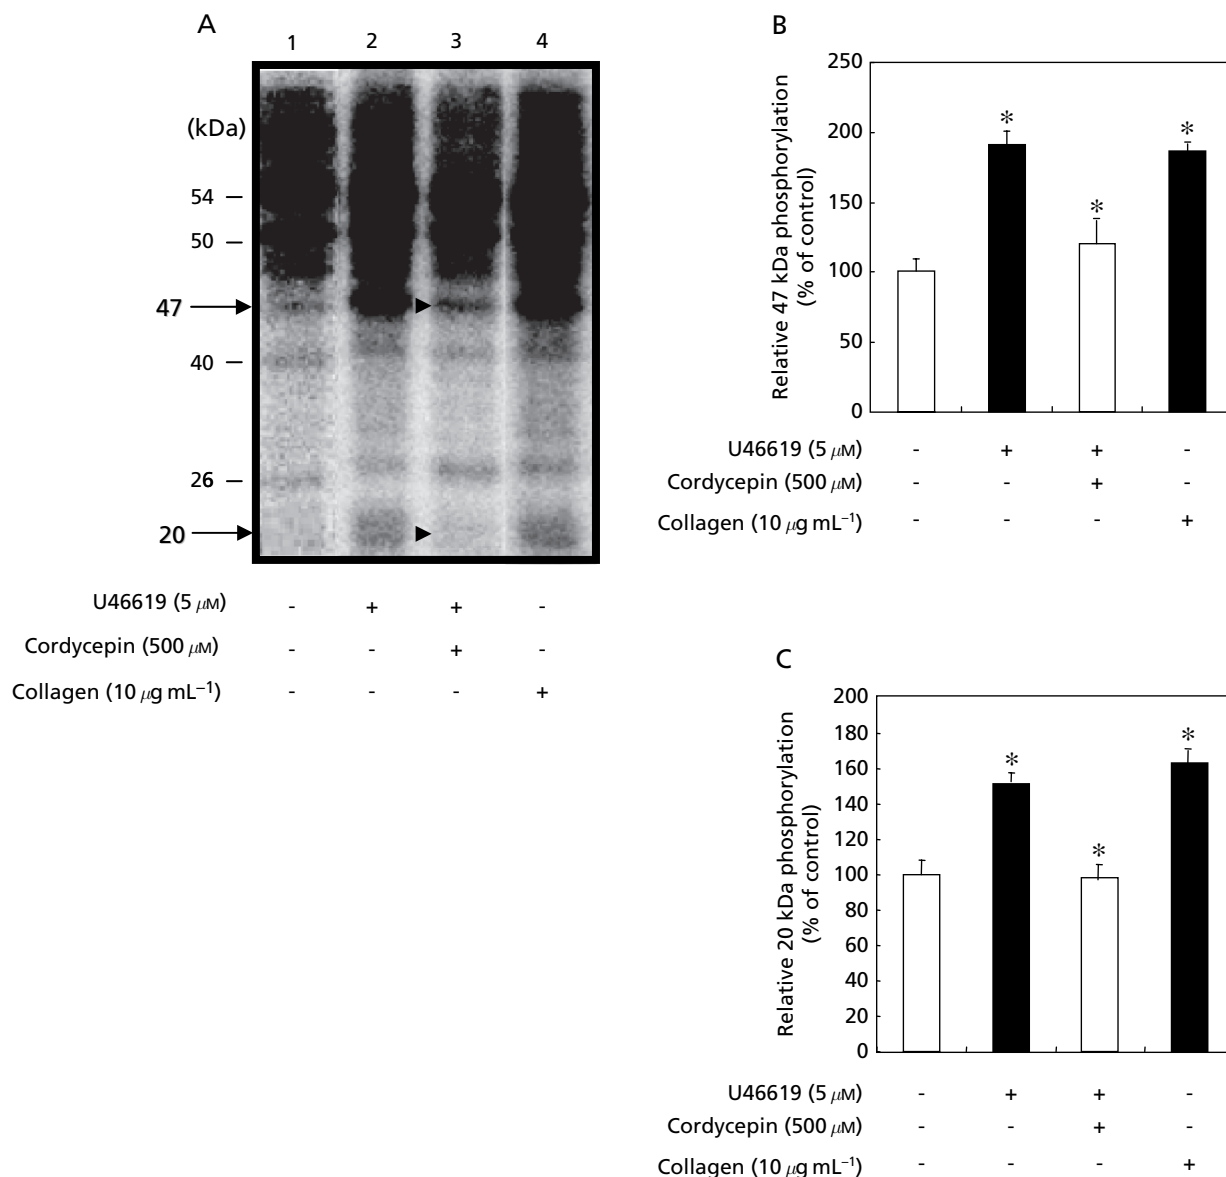 A
1 2 3 4
(kDa)
54 –
50 –
47
40 –
26 –
20
U46619 (5 μM) - + + -
Cordycepin (500 μM) - - + -
Collagen (10 μg mL⁻¹) - - - +
B
Relative 47 kDa phosphorylation
(% of control)
250
200
150
100
50
0
* * *
U46619 (5 μM) - + + -
Cordycepin (500 μM) - - + -
Collagen (10 μg mL⁻¹) - - - +
C
Relative 20 kDa phosphorylation
(% of control)
200
180
160
140
120
100
80
60
40
20
0
* * *
U46619 (5 μM) - + + -
Cordycepin (500 μM) - - + -
Collagen (10 μg mL⁻¹) - - - +